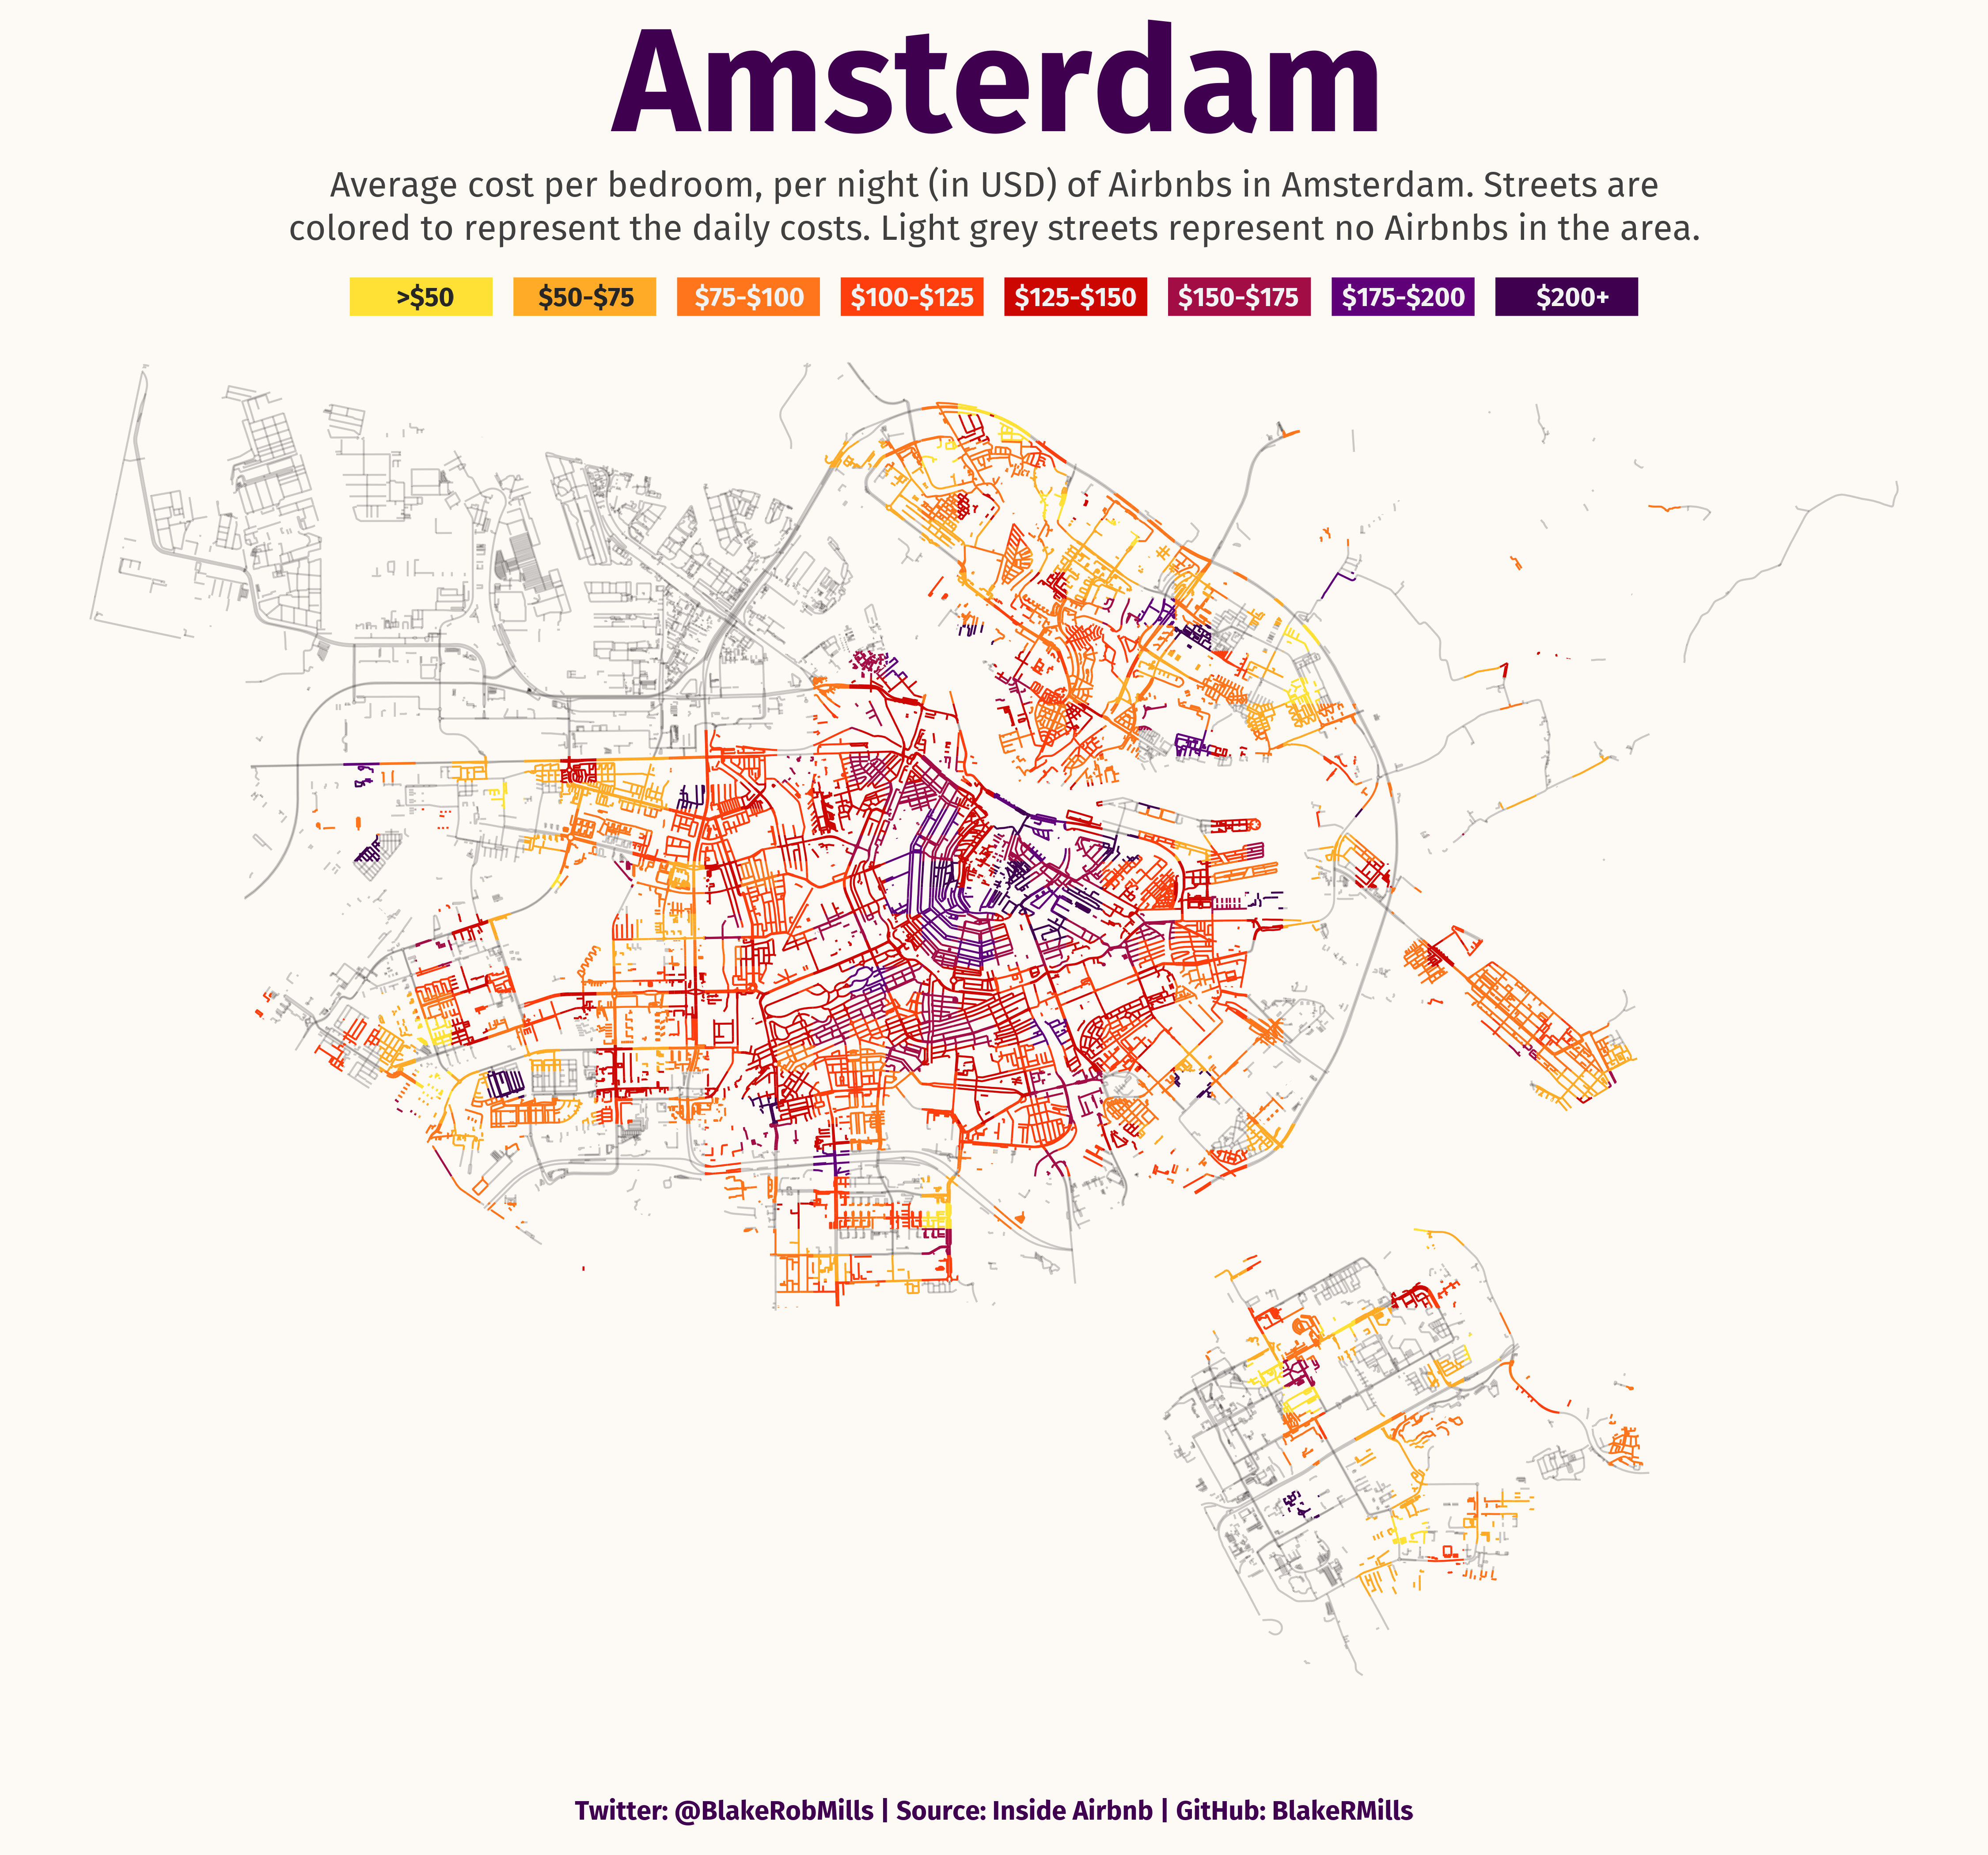 Amsterdam
Average cost per bedroom, per night (in USD) of Airbnbs in Amsterdam. Streets are
colored to represent the daily costs. Light grey streets represent no Airbnbs in the area.
>$50 $50-$75 $75-$100 $100-$125 $125-$150 $150-$175 $175-$200 $200+
Twitter: @BlakeRobMills | Source: Inside Airbnb | GitHub: BlakeRMills